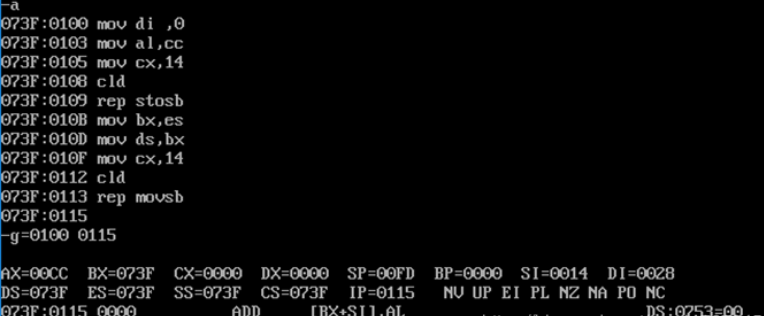 -a
073F:0100 mov di ,0
073F:0103 mov al,cc
073F:0105 mov cx,14
073F:0108 cld
073F:0109 rep stosb
073F:010B mov bx,es
073F:010D mov ds,bx
073F:010F mov cx,14
073F:0112 cld
073F:0113 rep movsb
073F:0115
-g=0100 0115
AX=00CC BX=073F CX=0000 DX=0000 SP=00FD BP=0000 SI=0014 DI=0028
DS=073F ES=073F SS=073F CS=073F IP=0115 NV UP EI PL NZ NA PO NC
073F:0115 0000 ADD [BX+SI],AL DS:0753=00